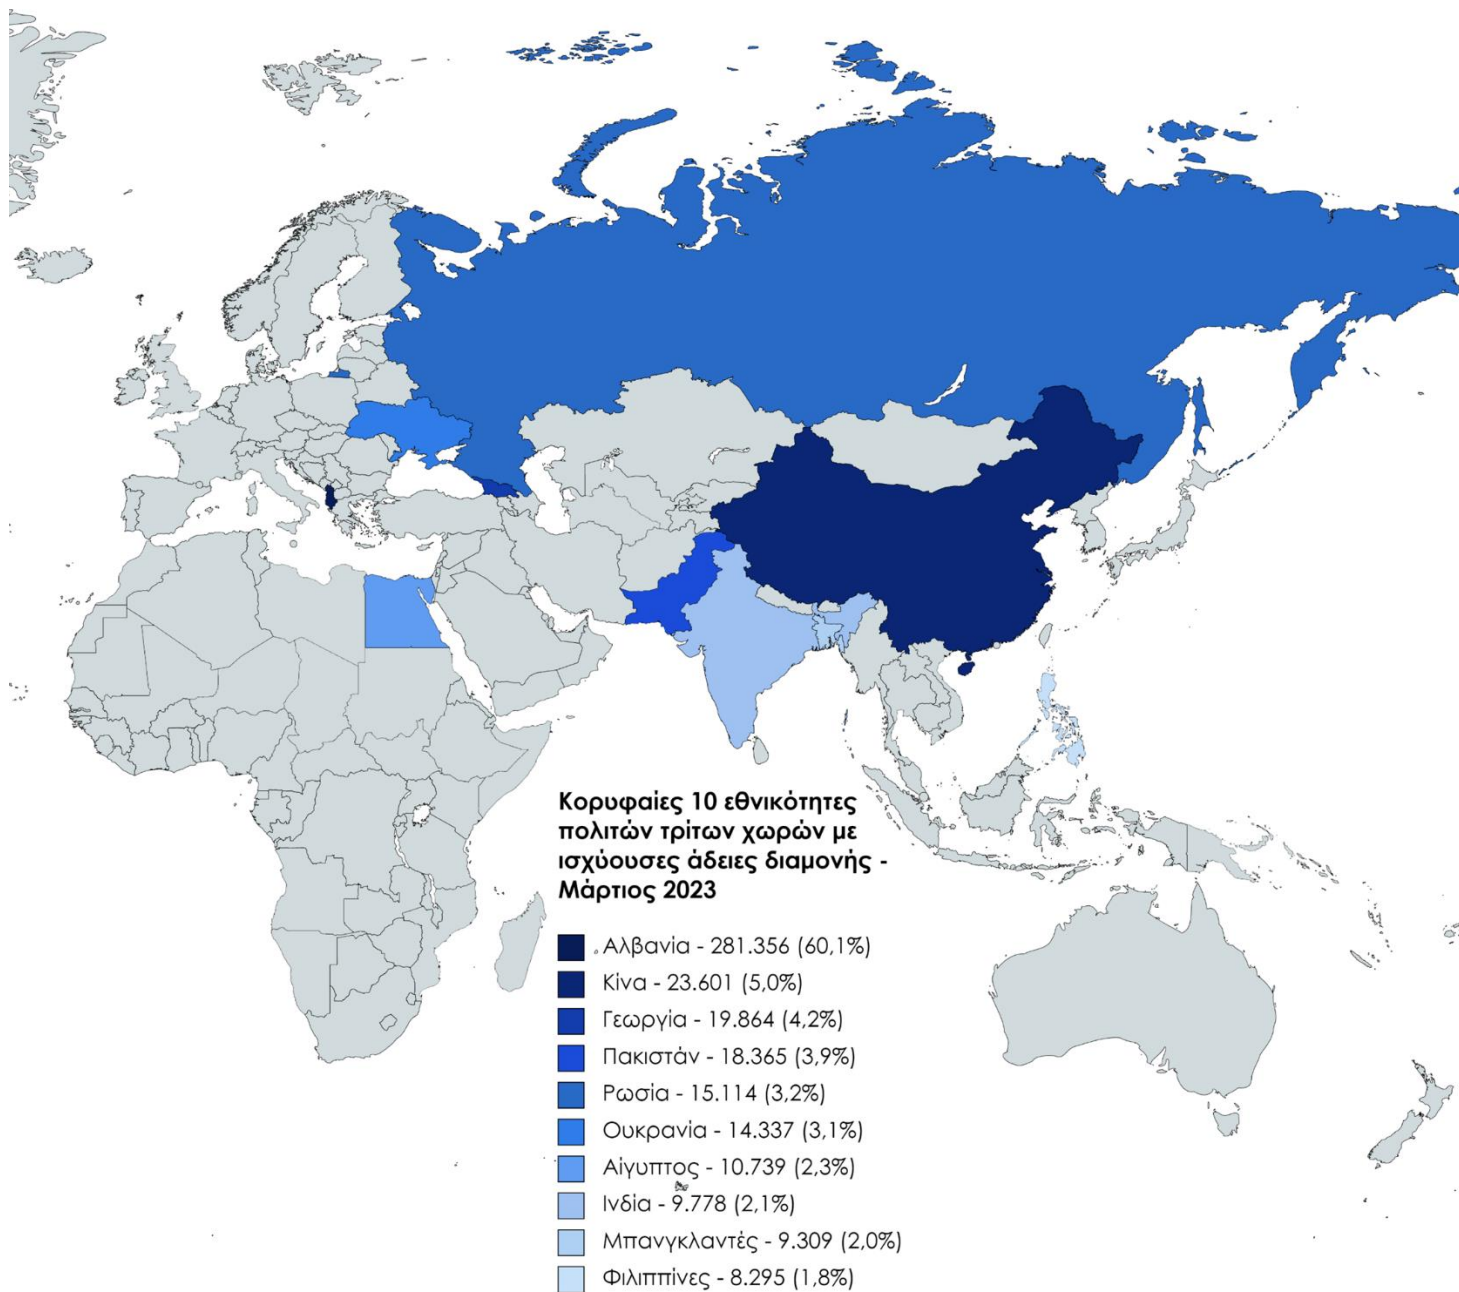 Κορυφαίες 10 εθνικότητες
πολιτών τρίτων χωρών με
ισχύουσες άδειες διαμονής -
Μάρτιος 2023
Αλβανία - 281.356 (60,1%)
Κίνα - 23.601 (5,0%)
Γεωργία - 19.864 (4,2%)
Πακιστάν - 18.365 (3,9%)
Ρωσία - 15.114 (3,2%)
Ουκρανία - 14.337 (3,1%)
Αίγυπτος - 10.739 (2,3%)
Ινδία - 9.778 (2,1%)
Μπανγκλαντές - 9.309 (2,0%)
Φιλιππίνες - 8.295 (1,8%)